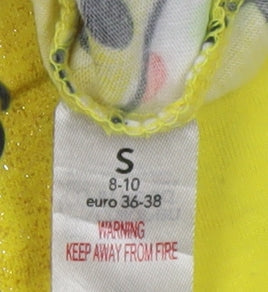 S
8-10
euro 36-38
WARNING
KEEP AWAY FROM FIRE